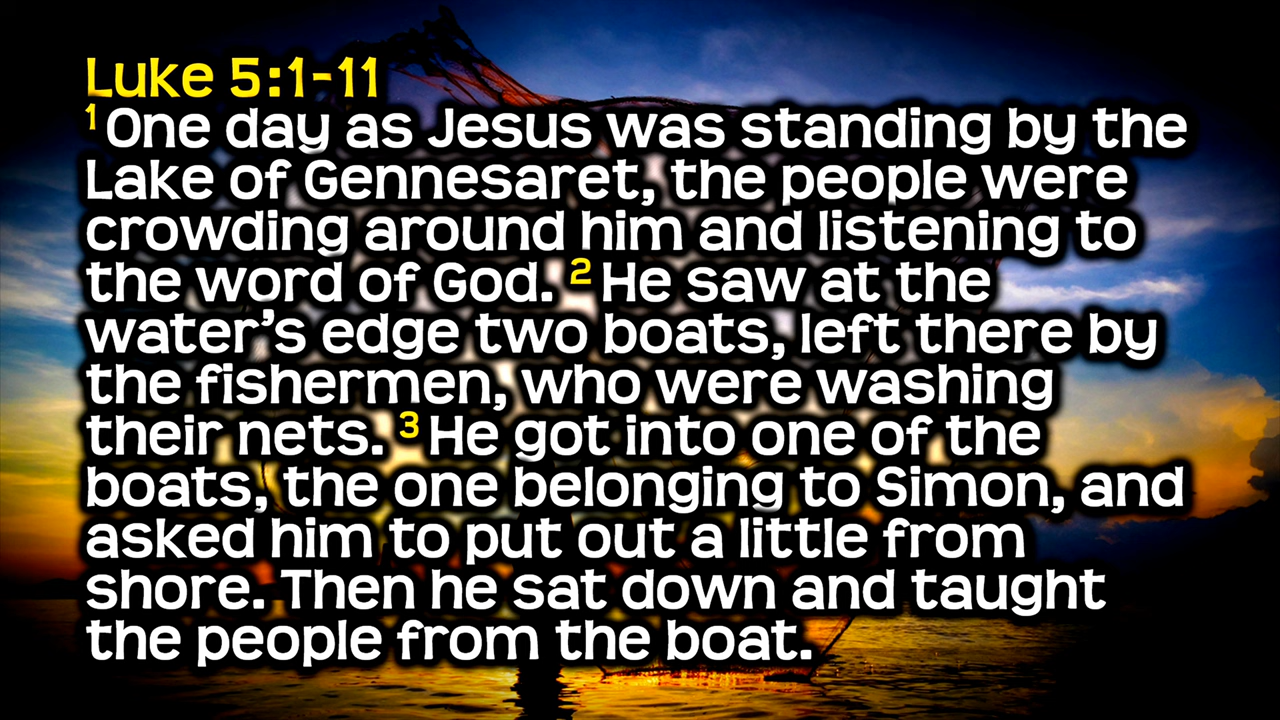 Luke 5:1-11
1 One day as Jesus was standing by the
Lake of Gennesaret, the people were
crowding around him and listening to
the word of God. 2 He saw at the
water’s edge two boats, left there by
the fishermen, who were washing
their nets. 3 He got into one of the
boats, the one belonging to Simon, and
asked him to put out a little from
shore. Then he sat down and taught
the people from the boat.